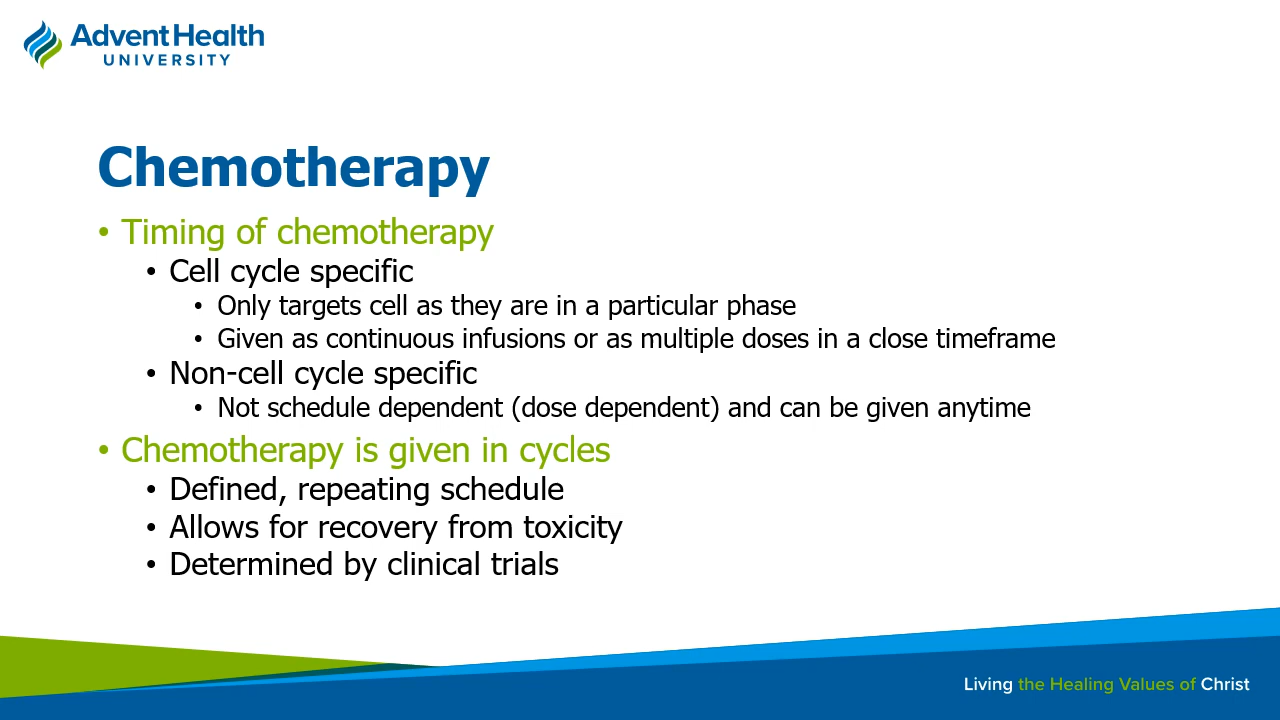 AdventHealth
UNIVERSITY
Chemotherapy
• Timing of chemotherapy
• Cell cycle specific
• Only targets cell as they are in a particular phase
• Given as continuous infusions or as multiple doses in a close timeframe
• Non-cell cycle specific
• Not schedule dependent (dose dependent) and can be given anytime
• Chemotherapy is given in cycles
• Defined, repeating schedule
• Allows for recovery from toxicity
• Determined by clinical trials
Living the Healing Values of Christ